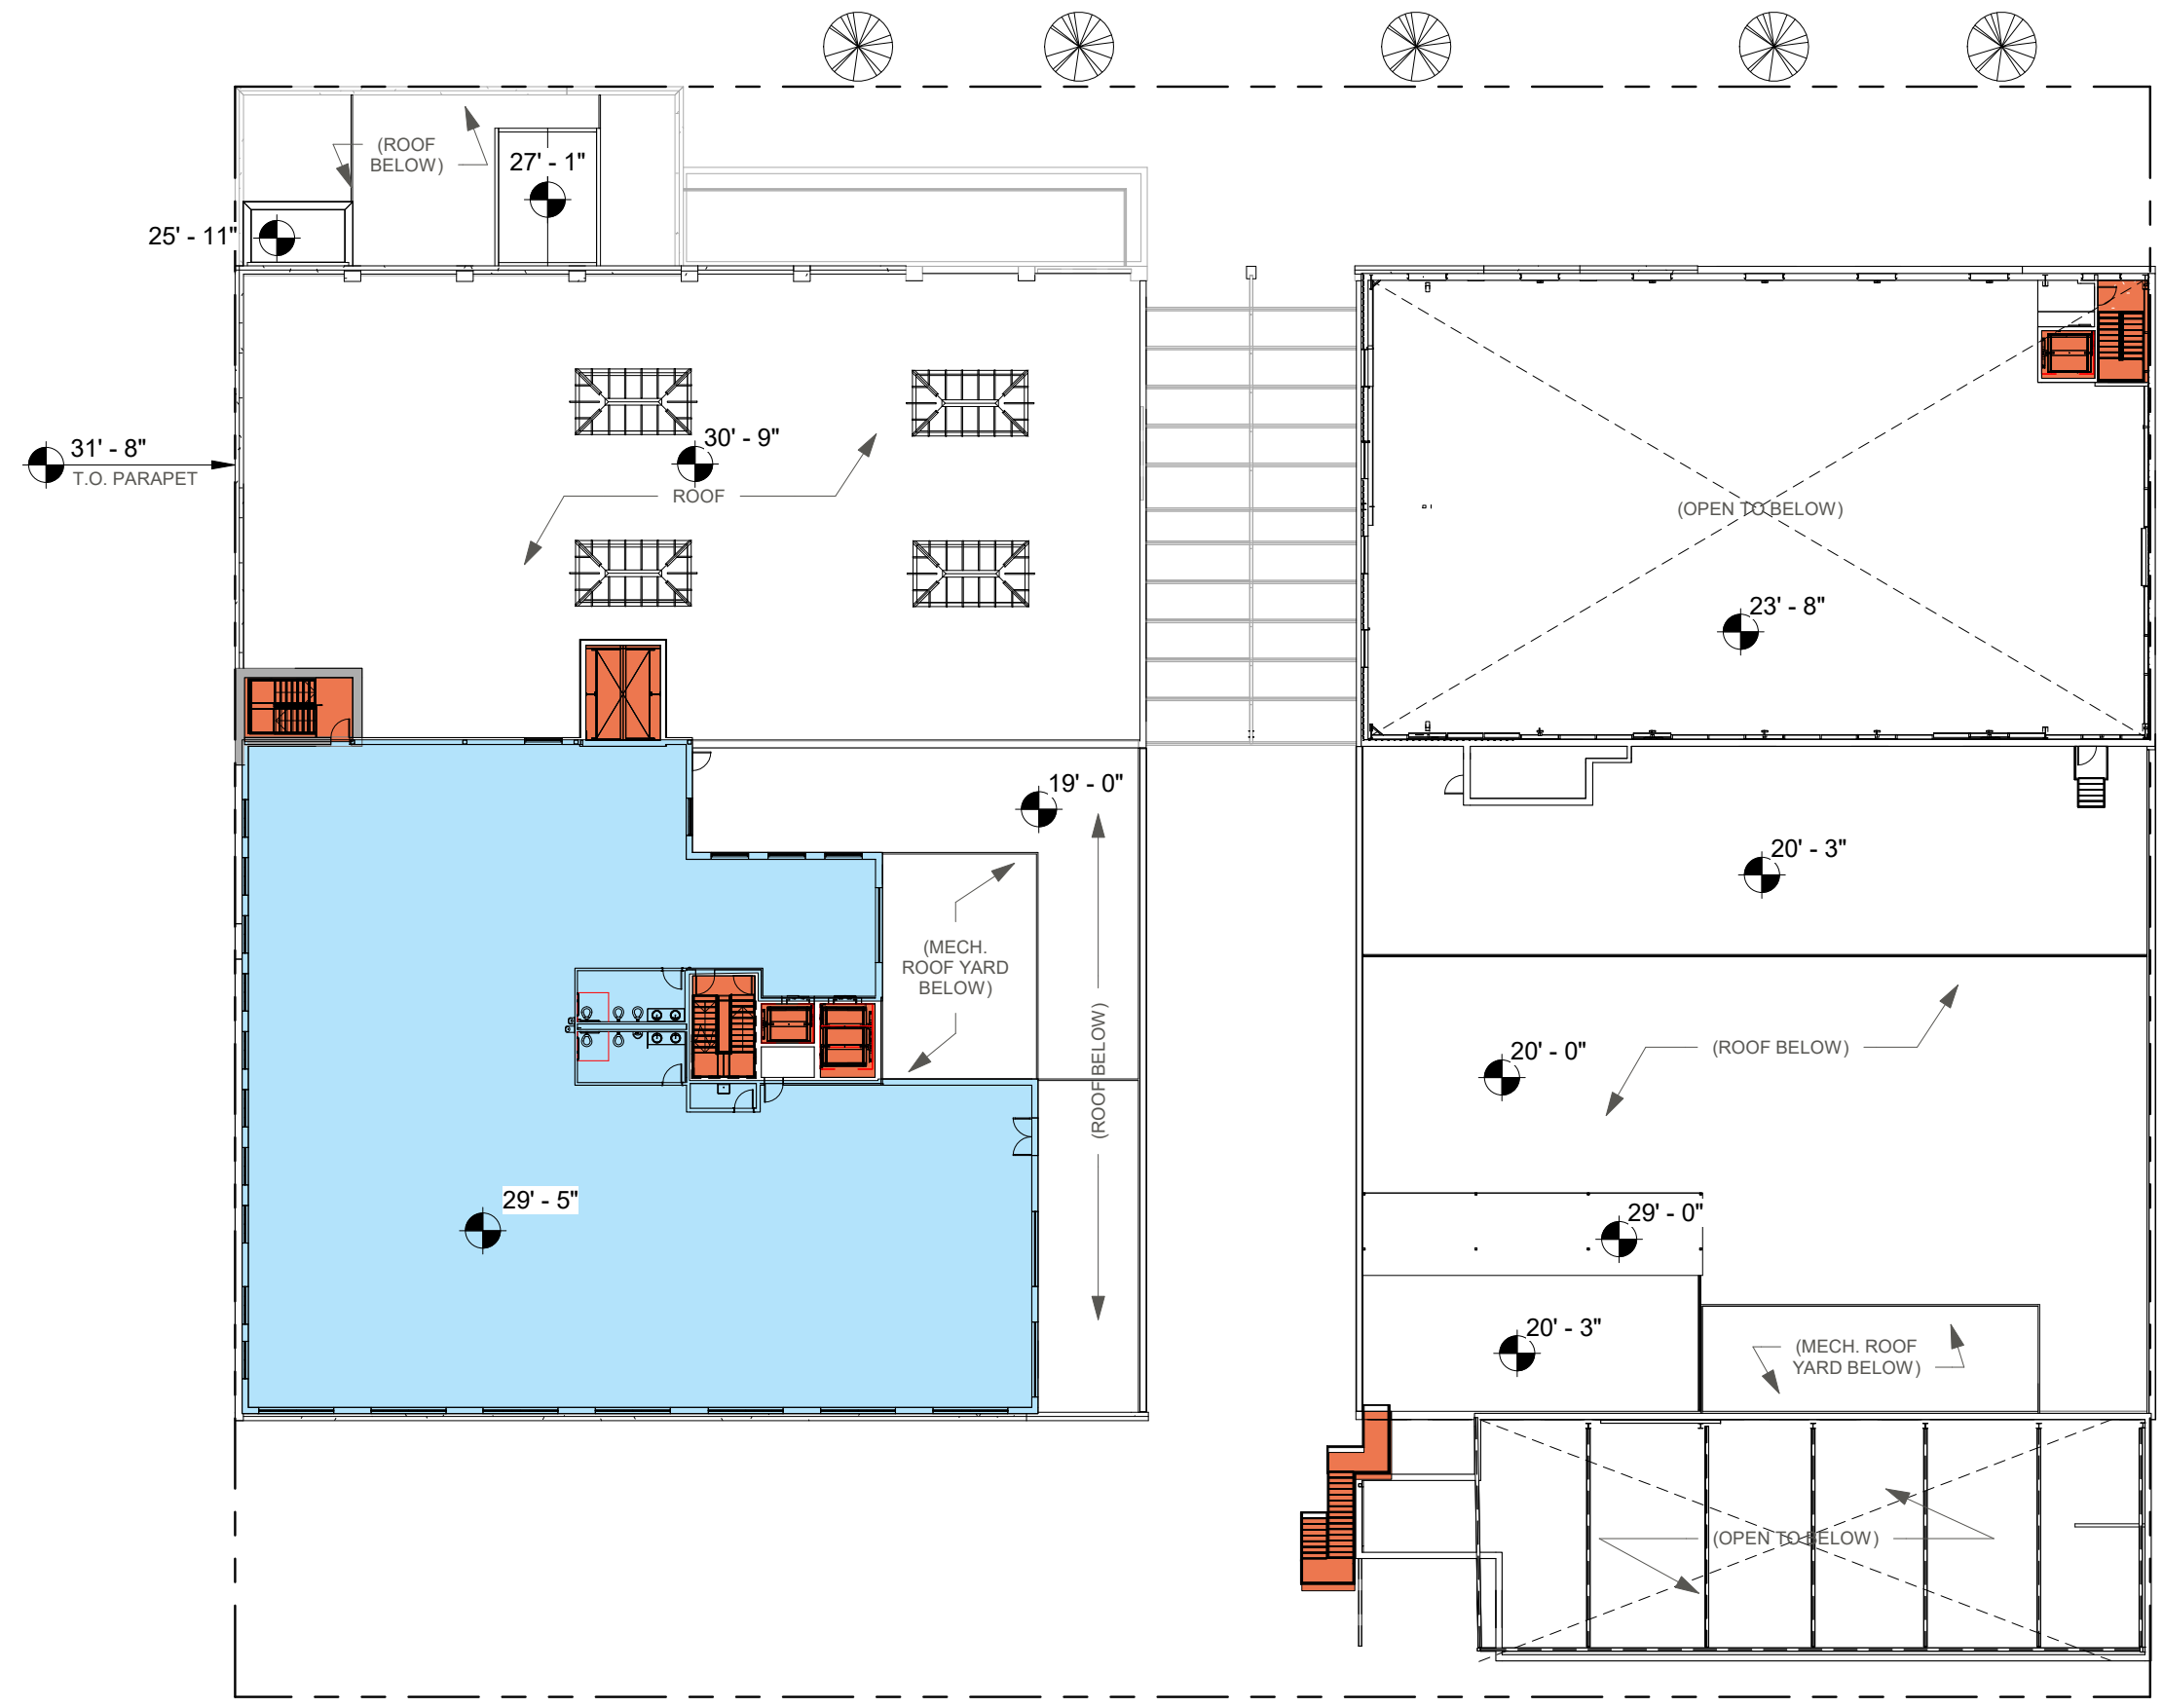 (ROOF
BELOW)
27' - 1"
25' - 11"
31' - 8"
T.O. PARAPET
30' - 9"
ROOF
(OPEN TO BELOW)
23' - 8"
19' - 0"
20' - 3"
(MECH.
ROOF YARD
BELOW)
(ROOF BELOW)
20' - 0"
(ROOF BELOW)
29' - 5"
29' - 0"
20' - 3"
(MECH. ROOF
YARD BELOW)
(OPEN TO BELOW)